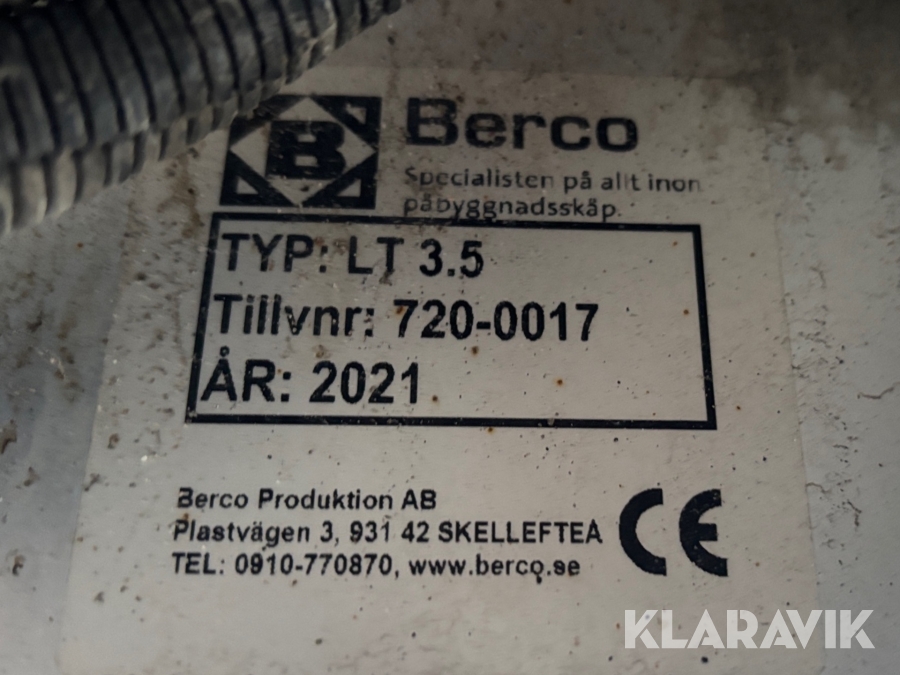 B Berco
Specialisten på allt inom
påbyggnadsskåp.
TYP: LT 3.5
Tillvnr: 720-0017
ÅR: 2021
Berco Produktion AB
Plastvägen 3, 931 42 SKELLEFTEA
TEL: 0910-770870, www.berco.se
CE
KLARAVIK